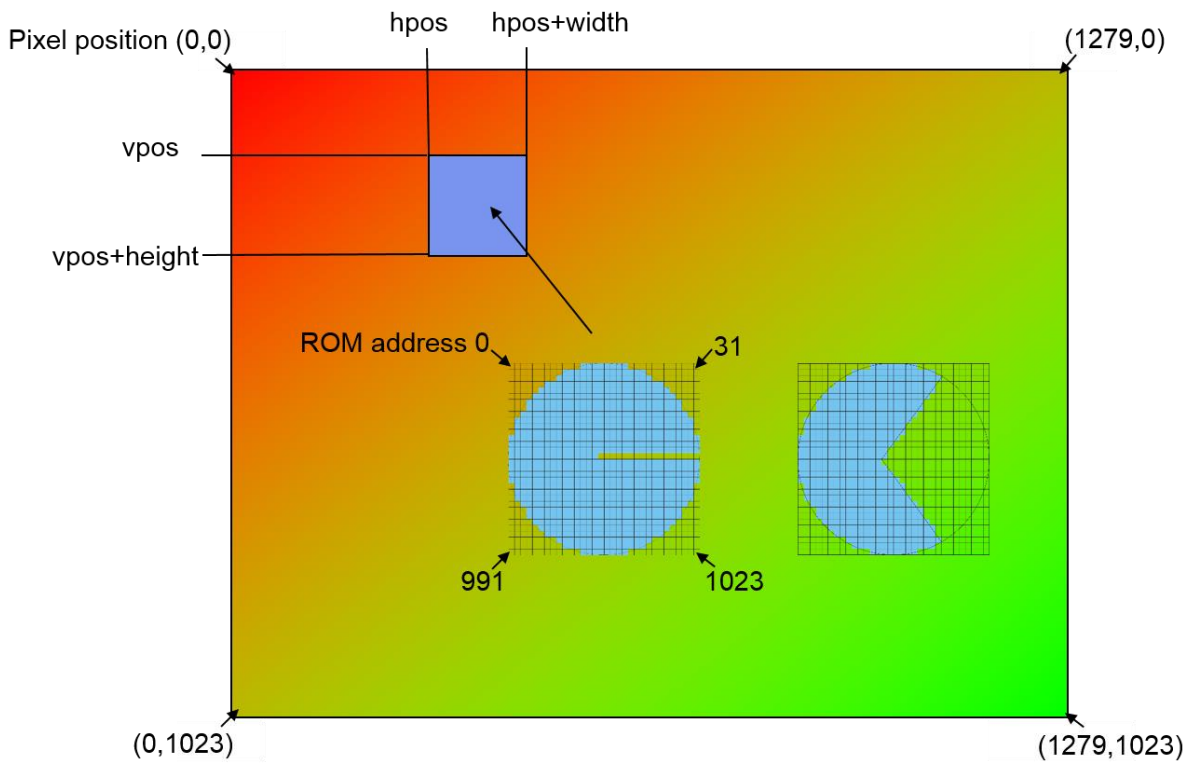 hpos
hpos+width
Pixel position (0,0)
(1279,0)
vpos
vpos+height
ROM address 0
31
991
1023
(0,1023)
(1279,1023)